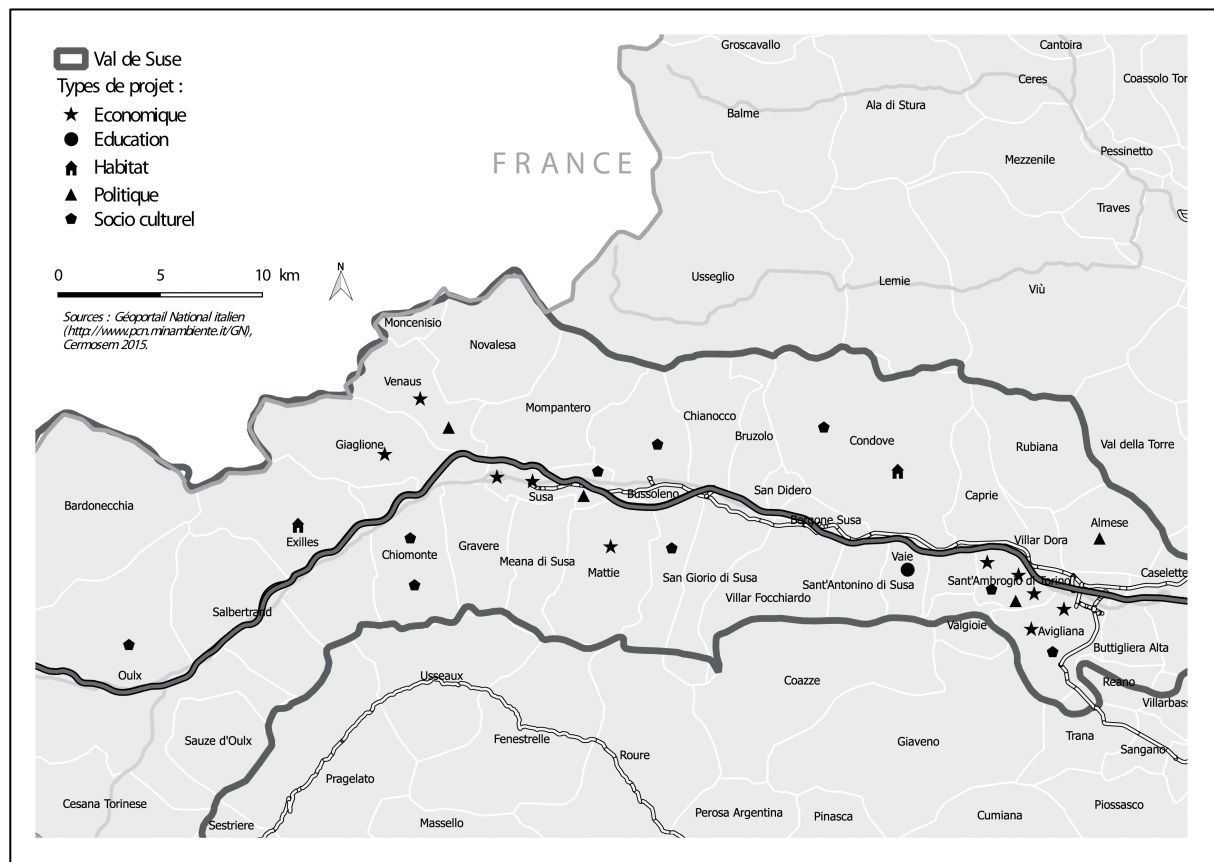 Val de Suse
Types de projet :
Economique
Education
Habitat
Politique
Socio culturel
0 5 10 km
N
Sources : Géoportail National italien
(http://www.pcn.minambiente.it/GN),
Cermosem 2015.
FRANCE
Groscavallo
Cantoira
Ceres
Coassolo Tor
Balme
Ala di Stura
Mezzenile
Pessinetto
Traves
Usseglio
Lemie
Viù
Moncenisio
Novalesa
Venaus
Mompantero
Chianocco
Bruzolo
Condove
Rubiana
Val della Torre
Giaglione
Bardonecchia
Susa
Bussoleno
San Didero
Caprie
Borgone Susa
Almese
Villar Dora
Exilles
Chiomonte
Gravere
Meana di Susa
Mattie
San Giorio di Susa
Vaie
Sant'Antonino di Susa
Sant'Ambrogio di Torino
Caselette
Villar Focchiardo
Salbertrand
Valgioie
Avigliana
Buttigliera Alta
Oulx
Usseaux
Coazze
Reano
Villarbass
Sauze d'Oulx
Fenestrelle
Roure
Giaveno
Trana
Sangano
Pragelato
Cesana Torinese
Sestriere
Massello
Perosa Argentina
Pinasca
Cumiana
Piossasco